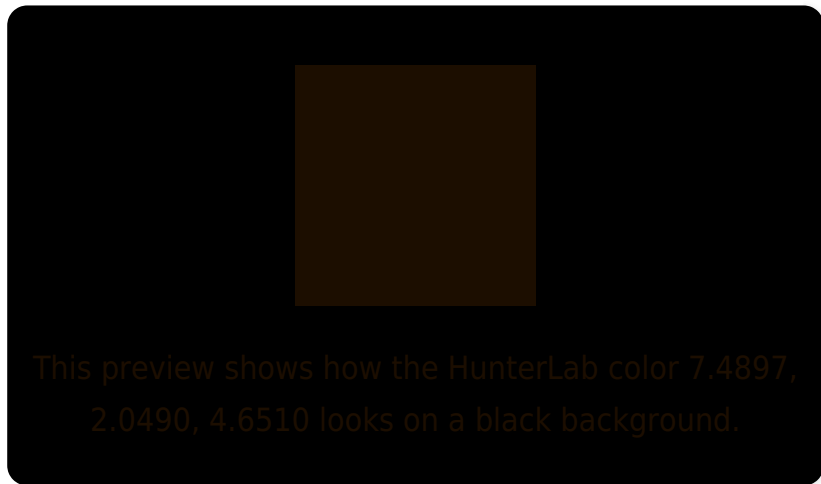 This preview shows how the HunterLab color 7.4897,
2.0490, 4.6510 looks on a black background.